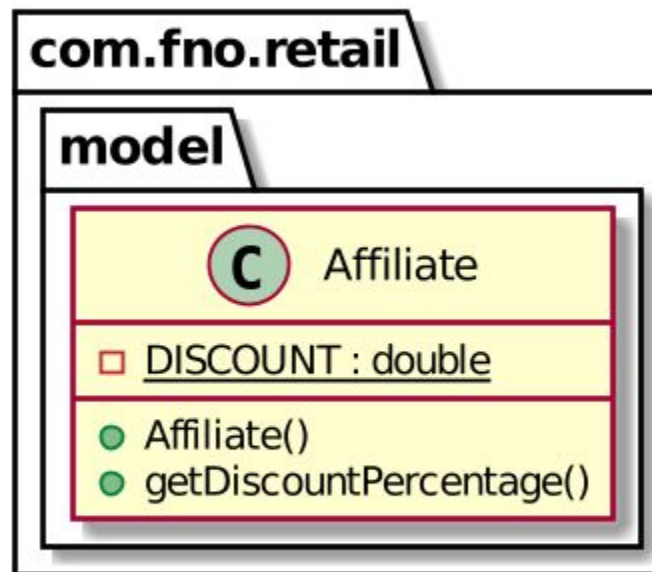 com.fno.retail
model
C Affiliate
DISCOUNT : double
Affiliate()
getDiscountPercentage()